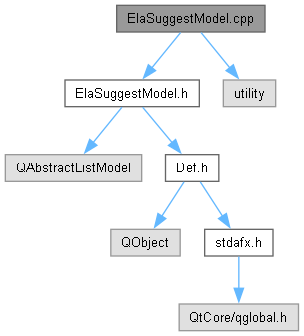 ElaSuggestModel.cpp
ElaSuggestModel.h
utility
QAbstractListModel
Def.h
QObject
stdafx.h
QtCore/qglobal.h